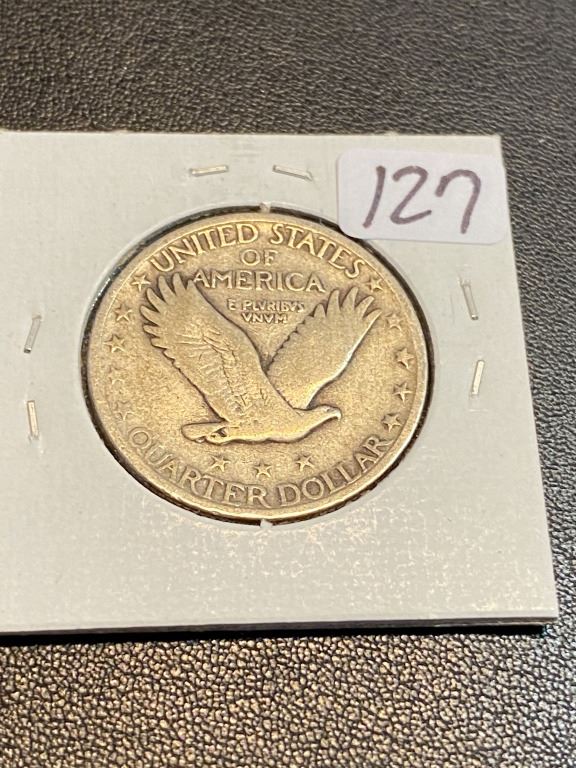 127
UNITED STATES
OF
AMERICA
E PLVRIBVS
VNVM
QUARTER DOLLAR